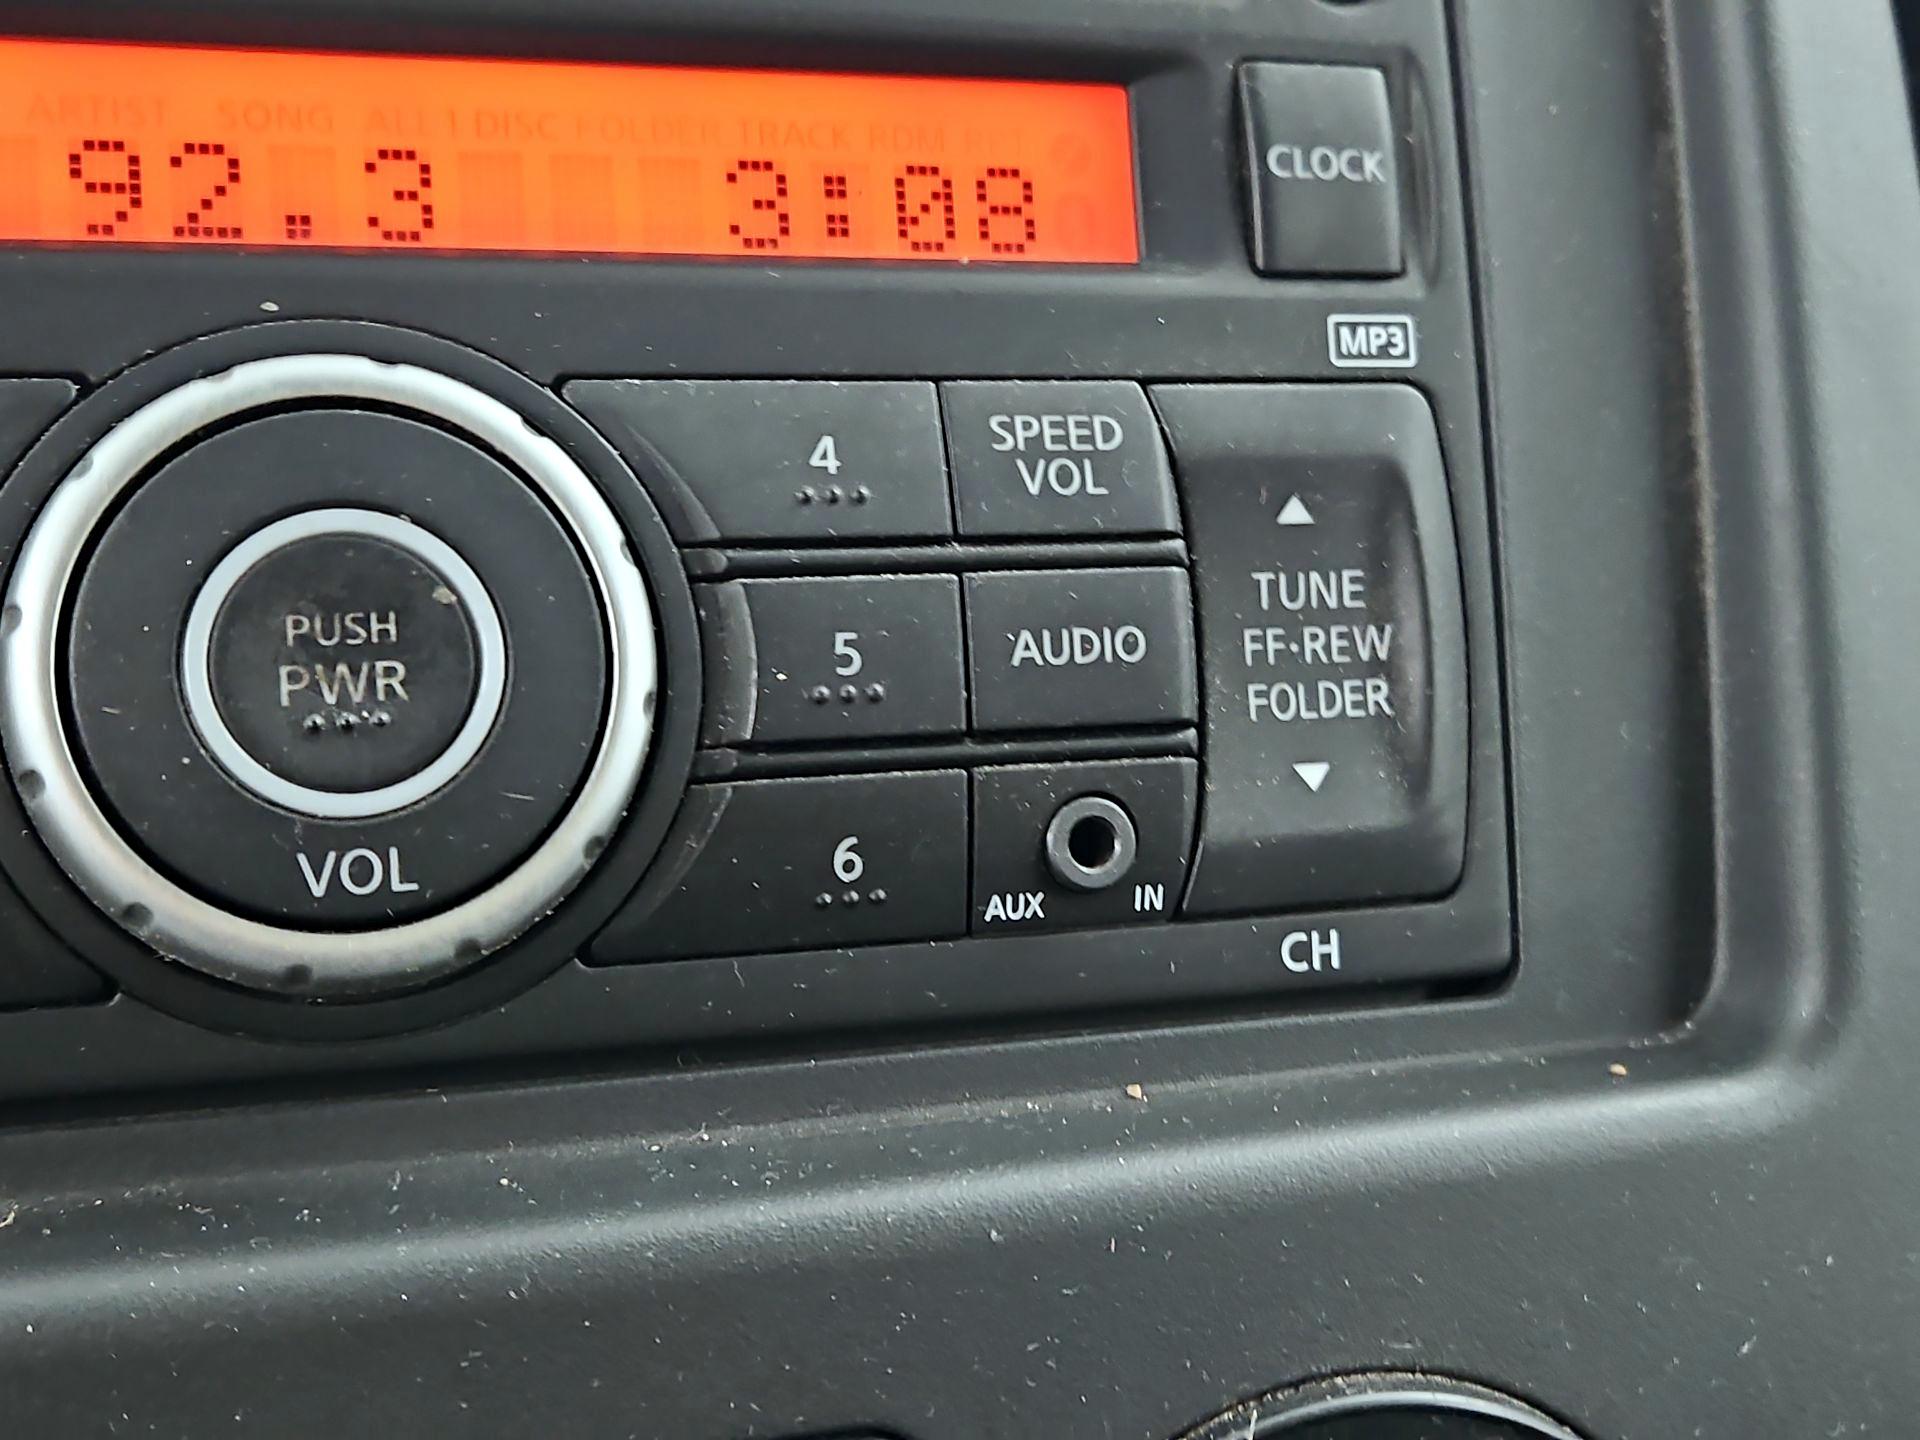 ARTIST SONG ALL 1 DISC FOLDER TRACK RDM RPT
92.3 3:08
CLOCK
MP3
4
SPEED
VOL
TUNE
FF·REW
FOLDER
PUSH
PWR
VOL
5
AUDIO
6
AUX IN
CH